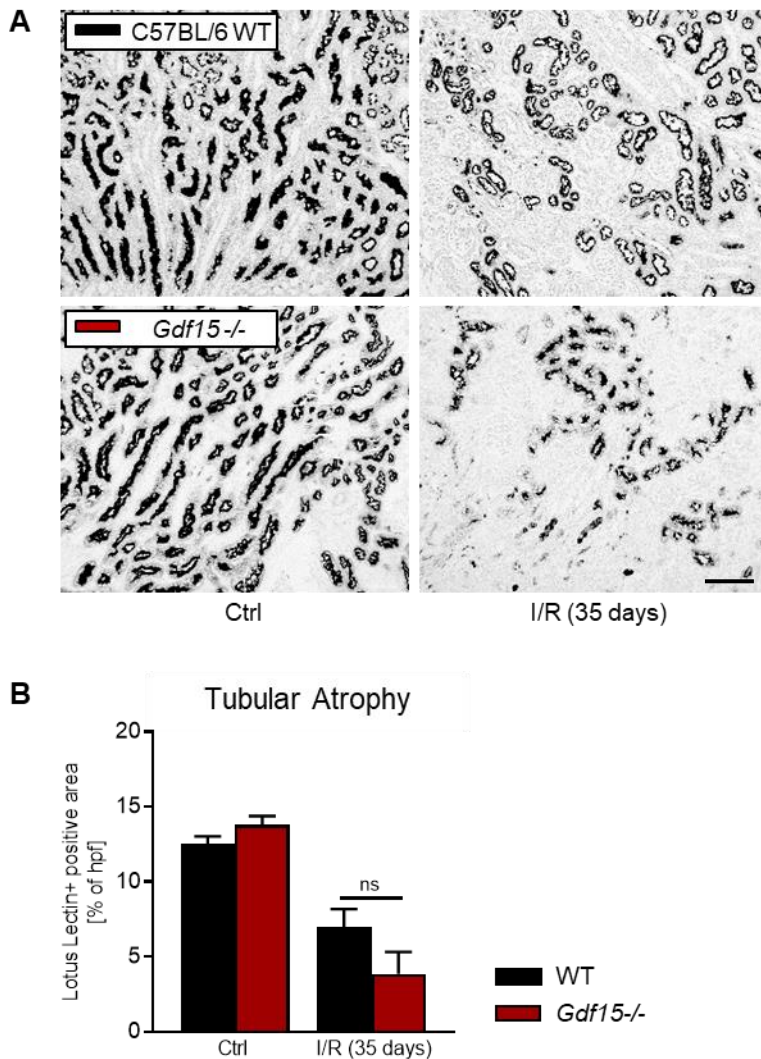 A
C57BL/6 WT
Gdf15 -/-
Ctrl
I/R (35 days)
B
Tubular Atrophy
Lotus Lectin+ positive area
[% of hpf]
20
15
10
5
0
ns
Ctrl
I/R (35 days)
WT
Gdf15-/-